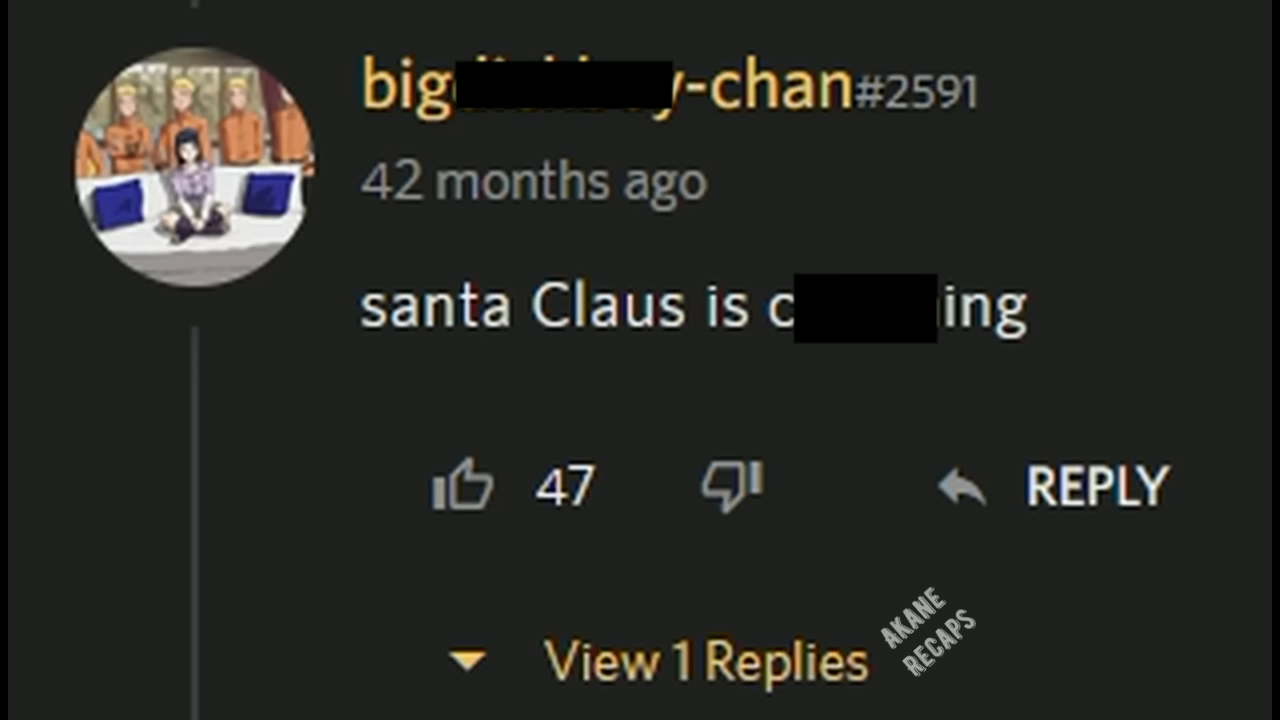 big y-chan#2591
42 months ago
santa Claus is c ing
47 REPLY
View 1 Replies
AKANE
RECAPS